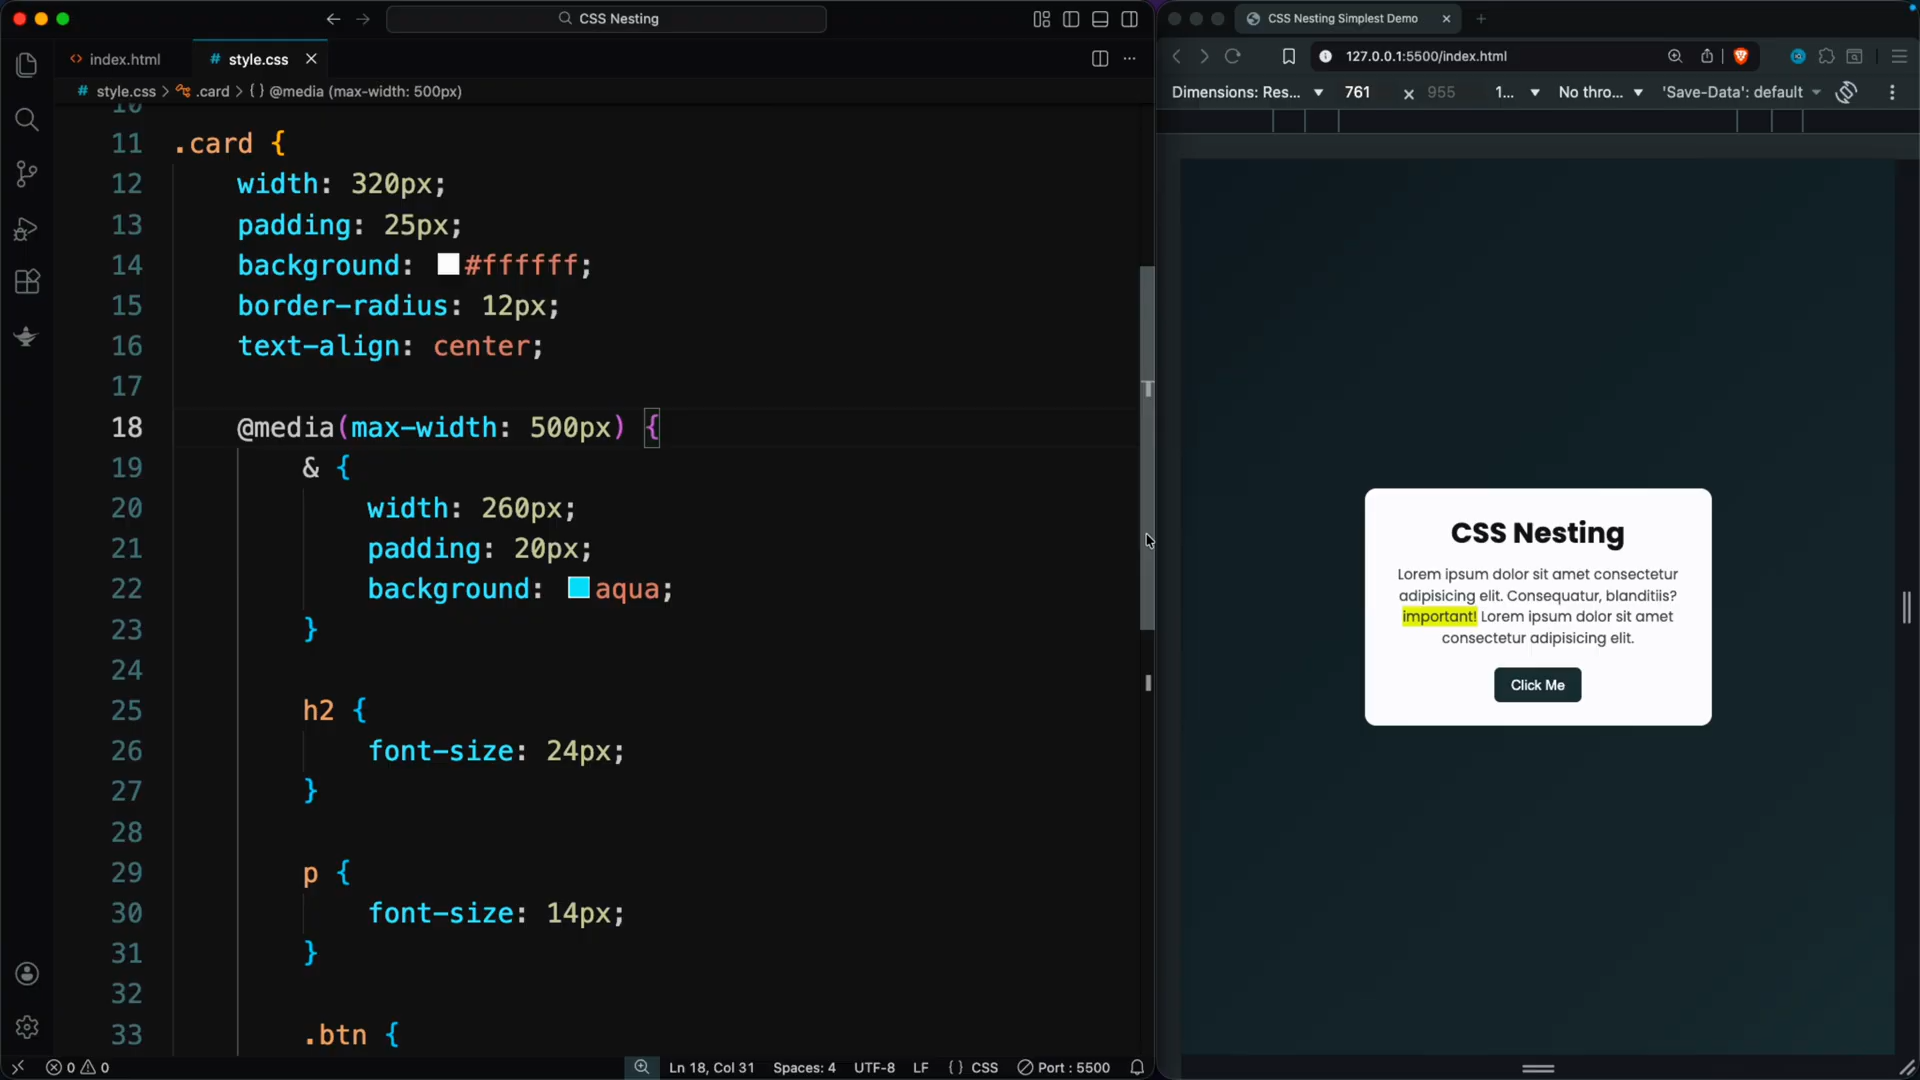 CSS Nesting
index.html
# style.css
# style.css > .card > { } @media (max-width: 500px)
10
11 .card {
12 width: 320px;
13 padding: 25px;
14 background: #ffffff;
15 border-radius: 12px;
16 text-align: center;
17
18 @media(max-width: 500px) {
19 & {
20 width: 260px;
21 padding: 20px;
22 background: aqua;
23 }
24
25 h2 {
26 font-size: 24px;
27 }
28
29 p {
30 font-size: 14px;
31 }
32
33 .btn {
0 0
Ln 18, Col 31 Spaces: 4 UTF-8 LF { } CSS Port : 5500
CSS Nesting Simplest Demo
127.0.0.1:5500/index.html
Dimensions: Res... 761 × 955 1... No thro... 'Save-Data': default
CSS Nesting
Lorem ipsum dolor sit amet consectetur
adipisicing elit. Consequatur, blanditiis?
important! Lorem ipsum dolor sit amet
consectetur adipisicing elit.
Click Me